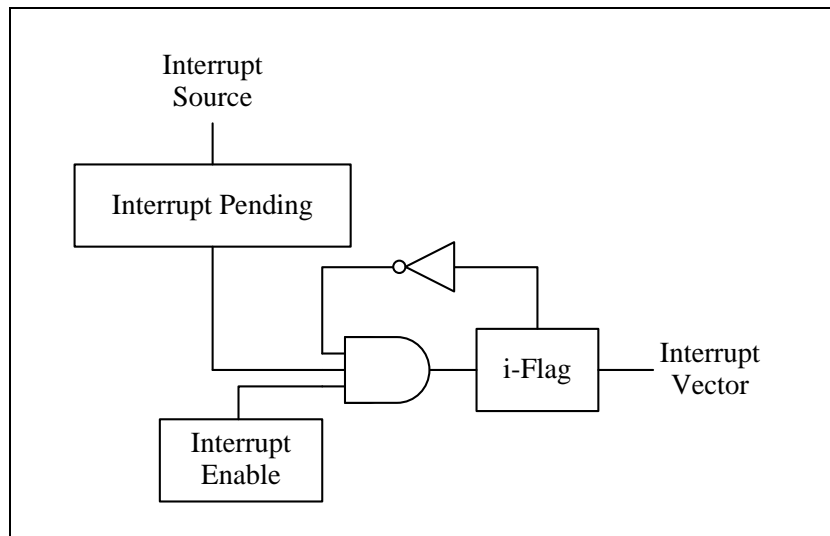 Interrupt
Source
Interrupt Pending
i-Flag
Interrupt
Vector
Interrupt
Enable